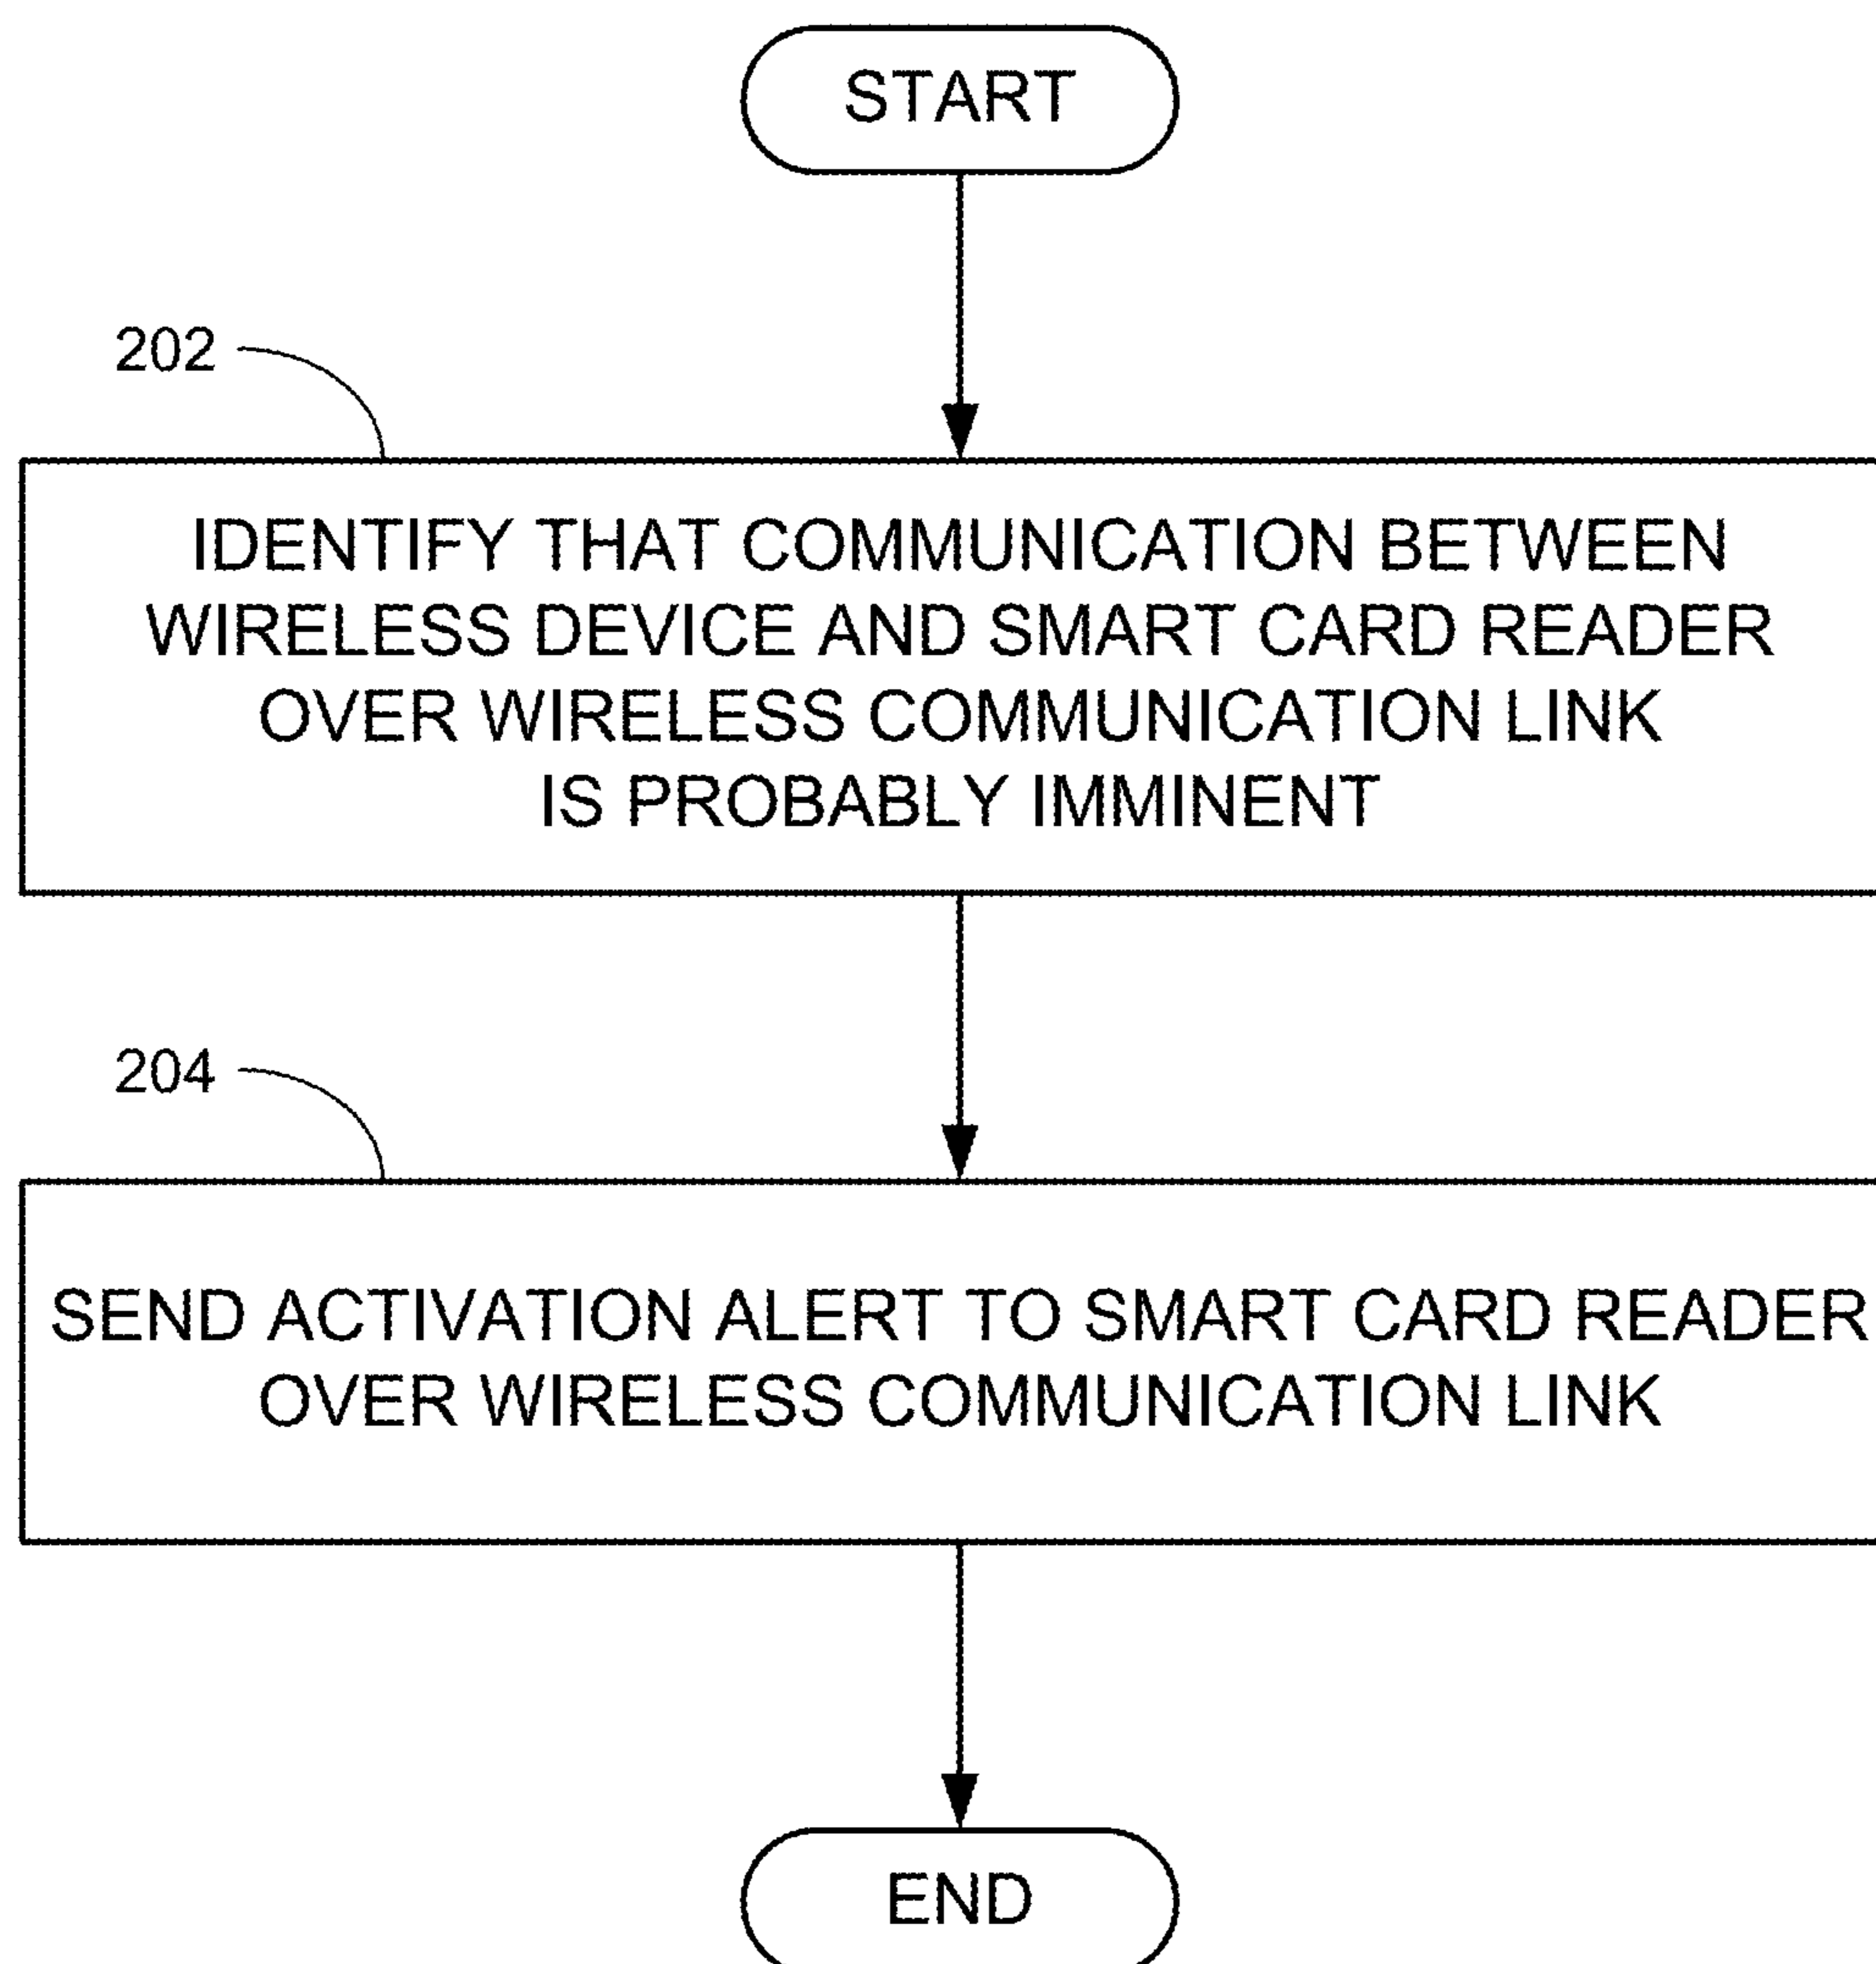 START
202
IDENTIFY THAT COMMUNICATION BETWEEN
WIRELESS DEVICE AND SMART CARD READER
OVER WIRELESS COMMUNICATION LINK
IS PROBABLY IMMINENT
204
SEND ACTIVATION ALERT TO SMART CARD READER
OVER WIRELESS COMMUNICATION LINK
END